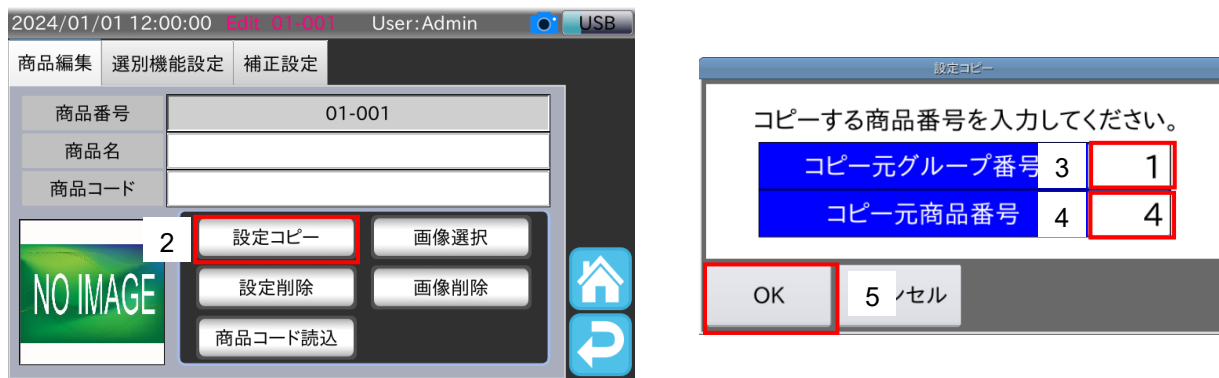 2024/01/01 12:00:00 Edit 01-001 User:Admin USB
商品編集 選別機能設定 補正設定
商品番号 01-001
商品名
商品コード
2 設定コピー 画像選択
NO IMAGE
設定削除 画像削除
商品コード読込
設定コピー
コピーする商品番号を入力してください。
コピー元グループ番号 3 1
コピー元商品番号 4 4
OK 5 ンセル